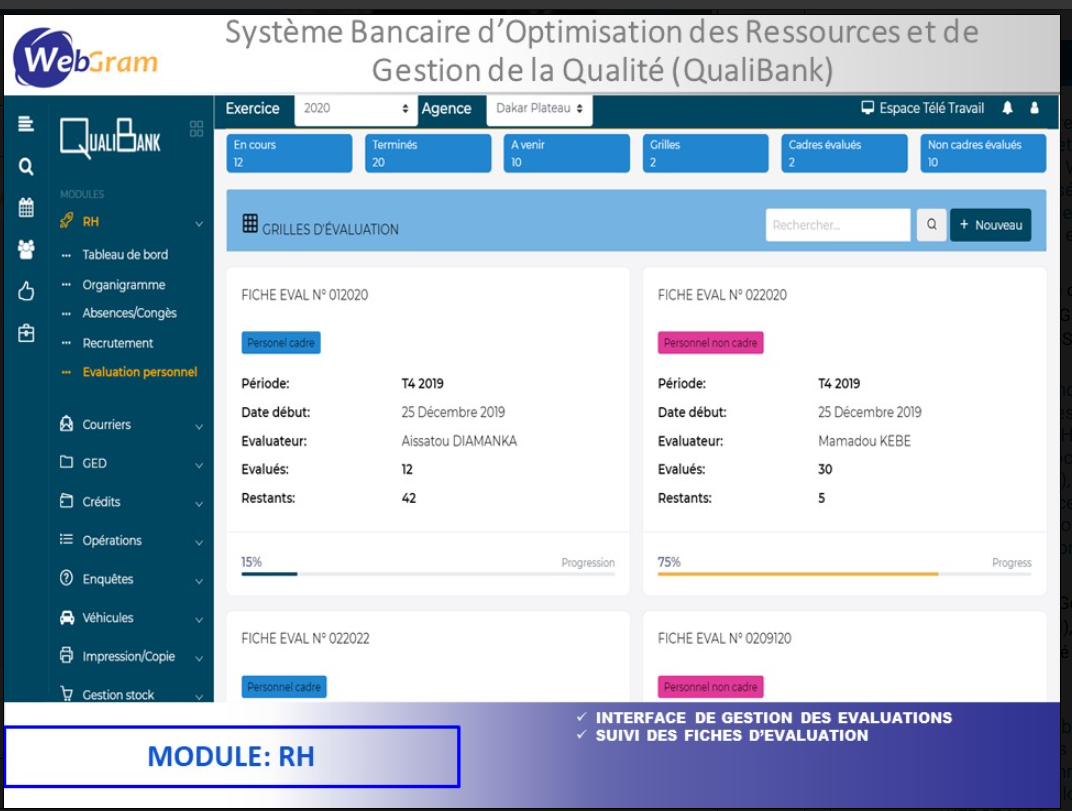 WebGram
Système Bancaire d'Optimisation des Ressources et de
Gestion de la Qualité (QualiBank)
Exercice 2020 Agence Dakar Plateau Espace Télé Travail
QUALIBANK
MODULES
RH
Tableau de bord
Organigramme
Absences/Congès
Recrutement
Evaluation personnel
Courriers
GED
Crédits
Opérations
Enquêtes
Véhicules
Impression/Copie
Gestion stock
En cours Terminés A venir Grilles Cadres évalués Non cadres évalués
12 20 10 2 2 10
GRILLES D'ÉVALUATION Rechercher... + Nouveau
FICHE EVAL N° 012020
Personel cadre
Période: T4 2019
Date début: 25 Décembre 2019
Evaluateur: Aissatou DIAMANKA
Evalués: 12
Restants: 42
15% Progression
FICHE EVAL N° 022020
Personnel non cadre
Période: T4 2019
Date début: 25 Décembre 2019
Evaluateur: Mamadou KEBE
Evalués: 30
Restants: 5
75% Progress
FICHE EVAL N° 022022
Personnel cadre
FICHE EVAL N° 0209120
Personnel non cadre
MODULE: RH
✓ INTERFACE DE GESTION DES EVALUATIONS
✓ SUIVI DES FICHES D'EVALUATION